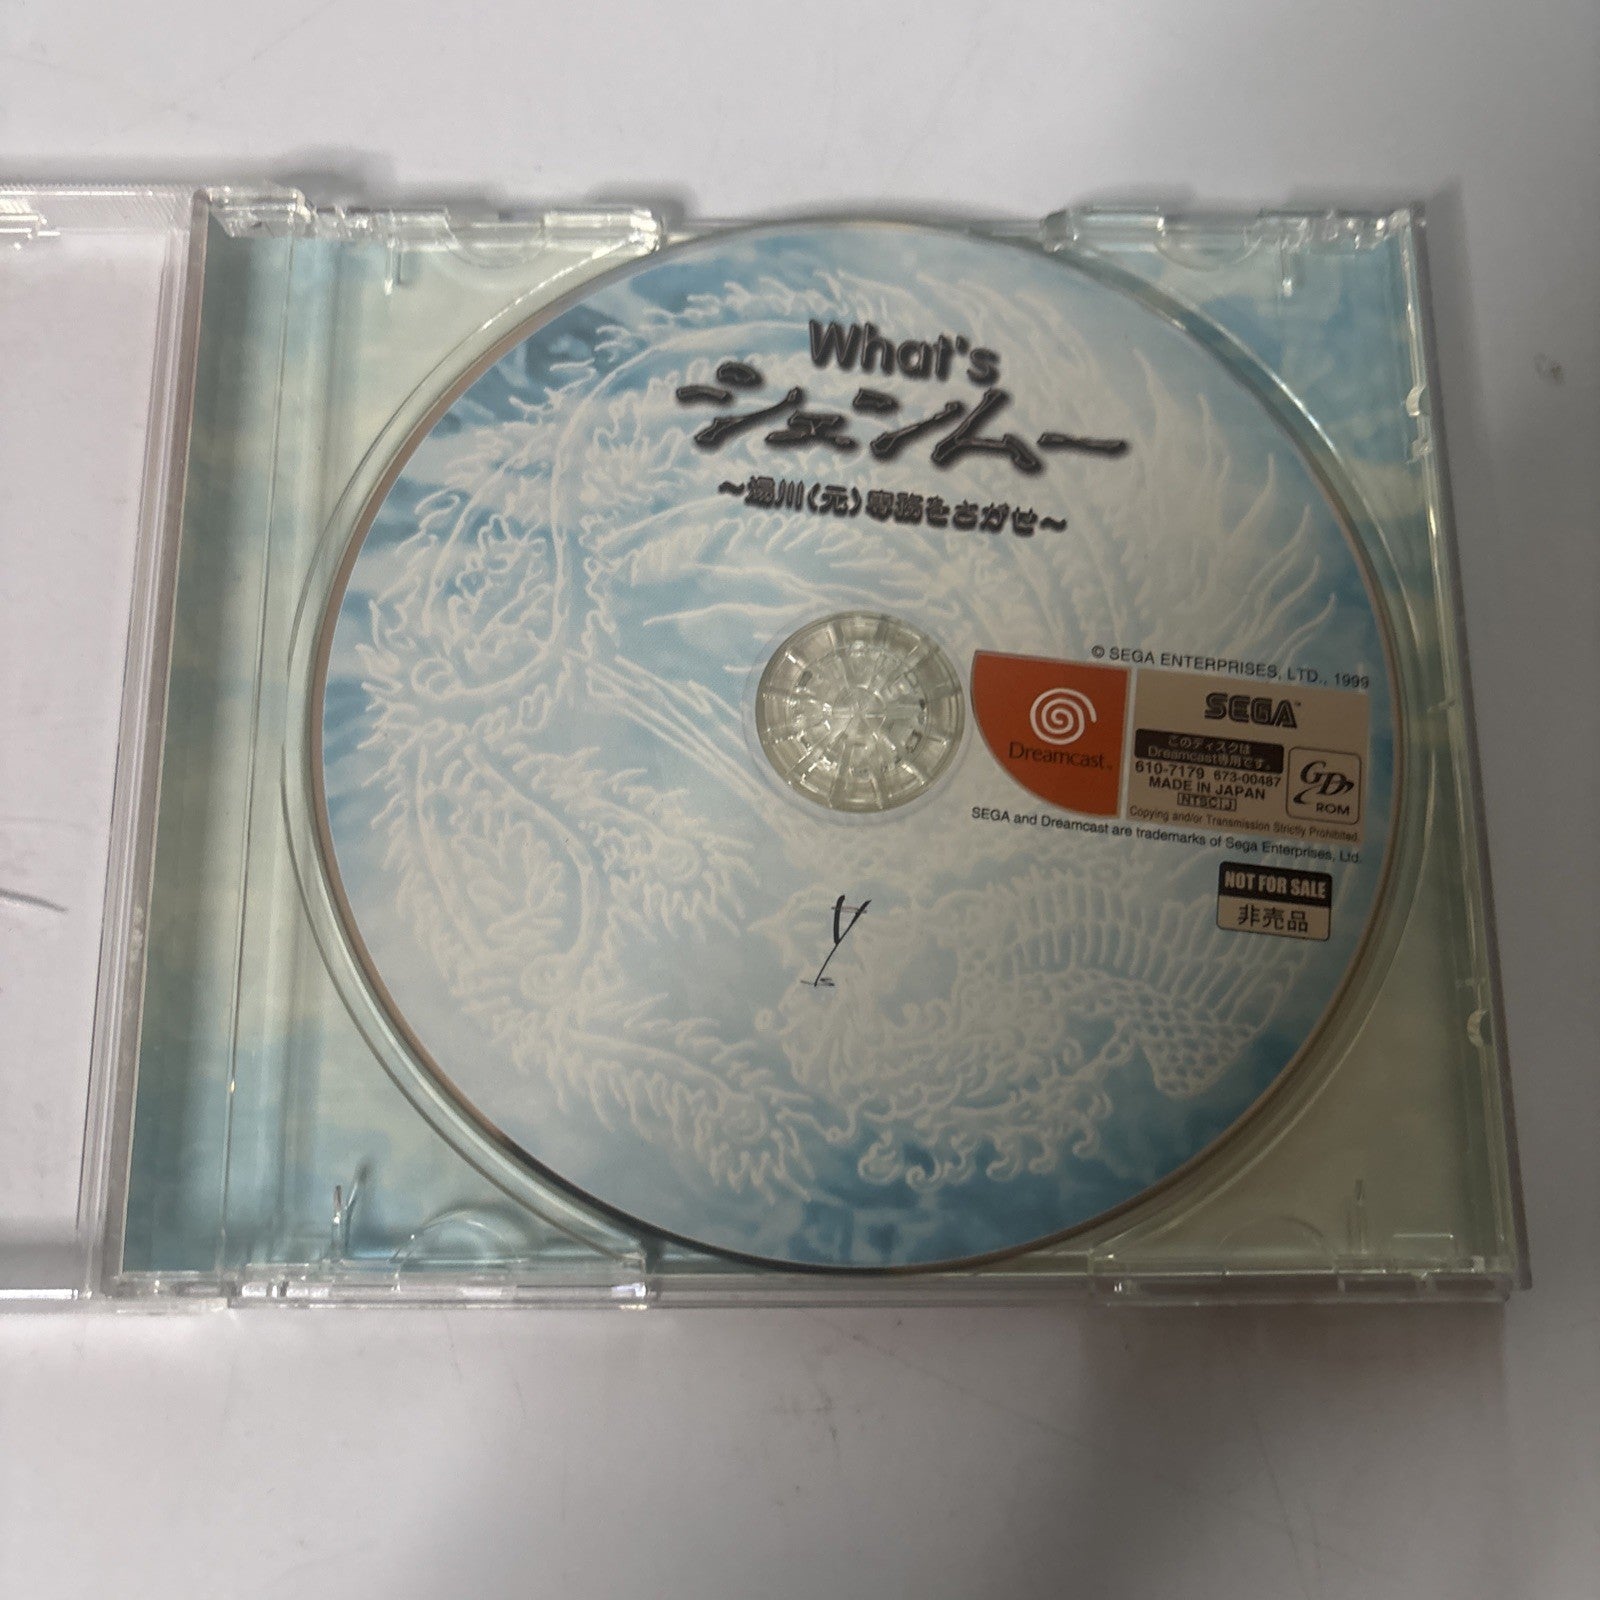 What's
シェンムー
～湯川(元)専務をさがせ～
© SEGA ENTERPRISES, LTD., 1999
SEGA™
Dreamcast™
このディスクは
Dreamcast専用です。
610-7179 673-00487
MADE IN JAPAN
NTSC J
GD
ROM
Copying and/or Transmission Strictly Prohibited.
SEGA and Dreamcast are trademarks of Sega Enterprises, Ltd.
NOT FOR SALE
非売品
Y